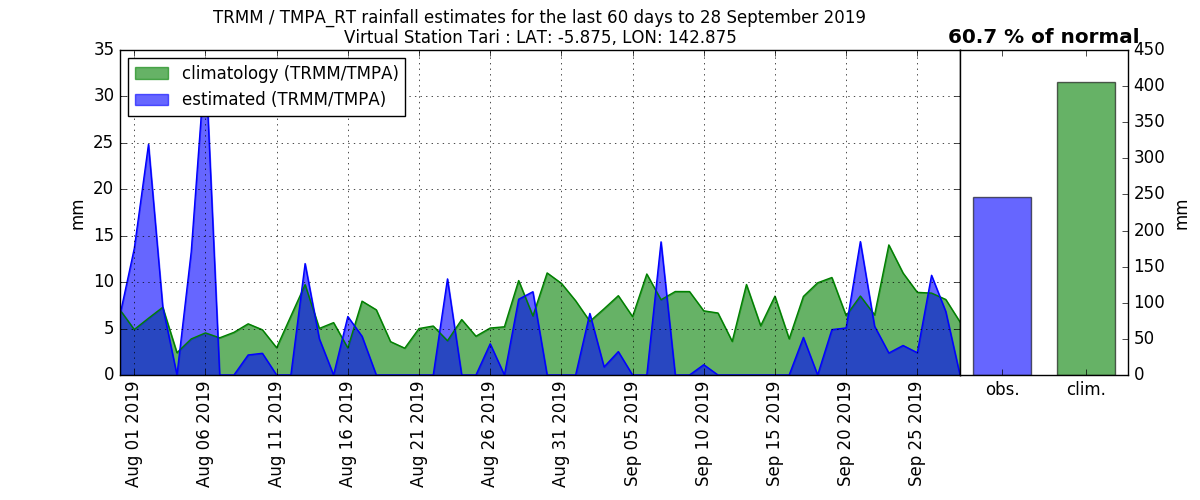 TRMM / TMPA_RT rainfall estimates for the last 60 days to 28 September 2019
Virtual Station Tari : LAT: -5.875, LON: 142.875
60.7 % of normal
climatology (TRMM/TMPA)
estimated (TRMM/TMPA)
35
30
25
20
15
10
5
0
mm
450
400
350
300
250
200
150
100
50
0
mm
Aug 01 2019
Aug 06 2019
Aug 11 2019
Aug 16 2019
Aug 21 2019
Aug 26 2019
Aug 31 2019
Sep 05 2019
Sep 10 2019
Sep 15 2019
Sep 20 2019
Sep 25 2019
obs.
clim.